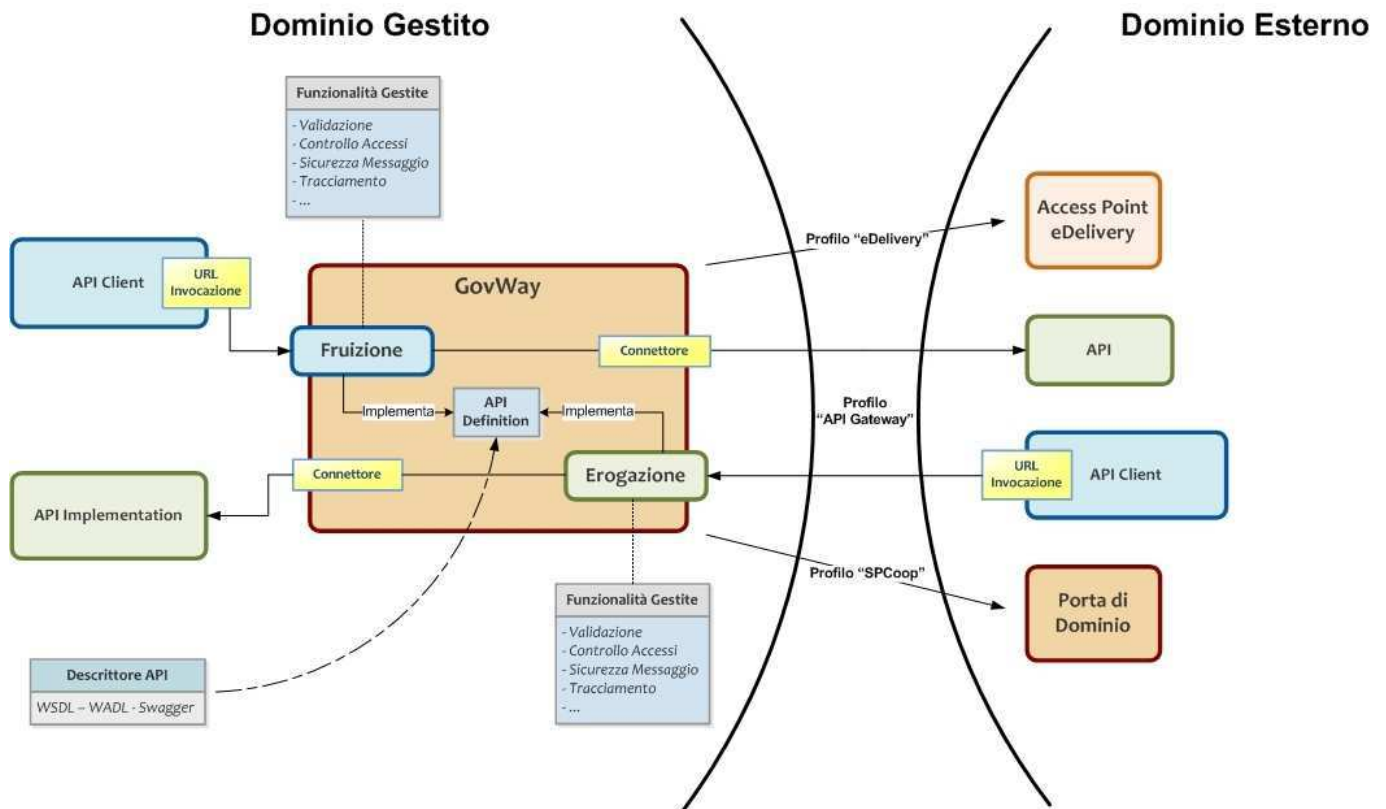 Dominio Gestito
Dominio Esterno
Funzionalità Gestite
- Validazione
- Controllo Accessi
- Sicurezza Messaggio
- Tracciamento
- ...
API Client
URL
Invocazione
GovWay
Fruizione
Connettore
Implementa
API
Definition
Implementa
Connettore
Erogazione
API Implementation
Funzionalità Gestite
- Validazione
- Controllo Accessi
- Sicurezza Messaggio
- Tracciamento
- ...
Descrittore API
WSDL – WADL - Swagger
Profilo “eDelivery”
Profilo
“API Gateway”
Profilo “SPCoop”
Access Point
eDelivery
API
URL
Invocazione
API Client
Porta di
Dominio